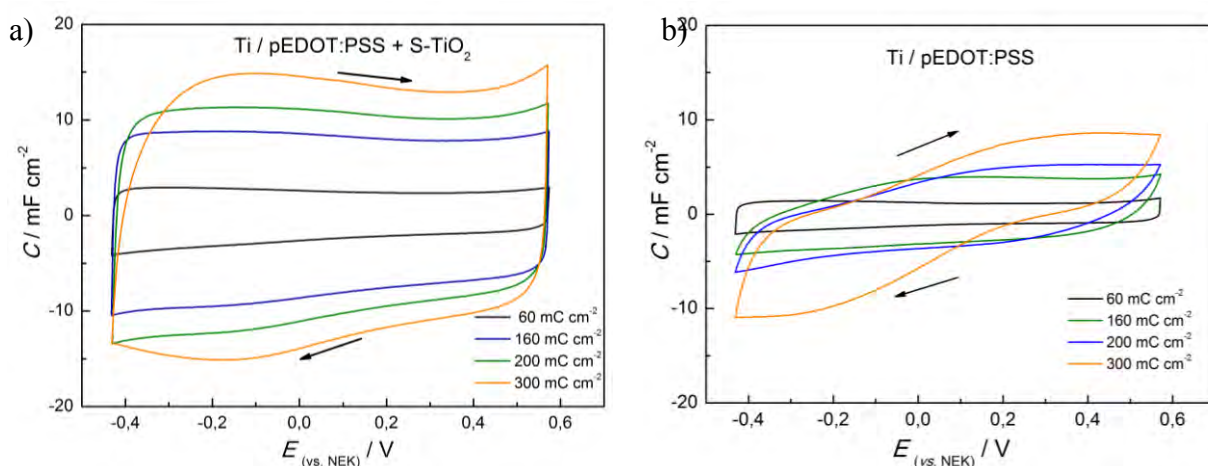 a)
Ti / pEDOT:PSS + S-TiO₂
C / mF cm⁻²
20
10
0
-10
-20
-0,4 -0,2 0,0 0,2 0,4 0,6
E (vs. NEK) / V
60 mC cm⁻²
160 mC cm⁻²
200 mC cm⁻²
300 mC cm⁻²
b)
Ti / pEDOT:PSS
C / mF cm⁻²
20
10
0
-10
-20
-0,4 -0,2 0,0 0,2 0,4 0,6
E (vs. NEK) / V
60 mC cm⁻²
160 mC cm⁻²
200 mC cm⁻²
300 mC cm⁻²